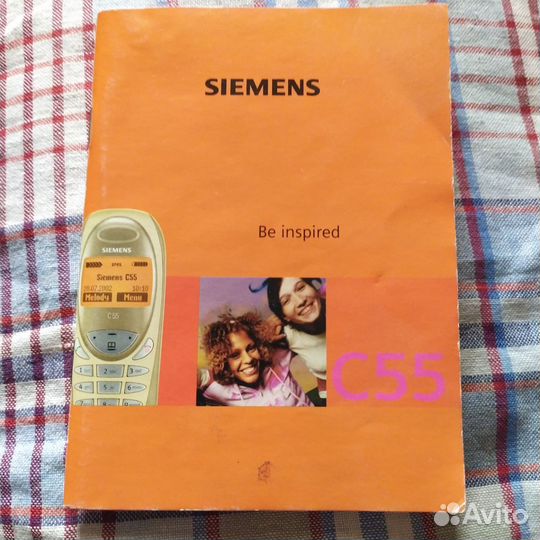 SIEMENS
Be inspired
SIEMENS
Siemens C55
28.07.2002 10:10
Melody Menu
C55
C55
Avito